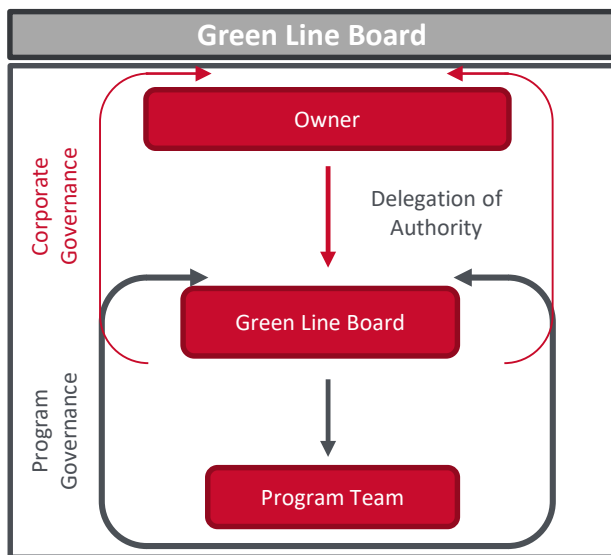 Green Line Board
Owner
Corporate
Governance
Delegation of
Authority
Green Line Board
Program
Governance
Program Team